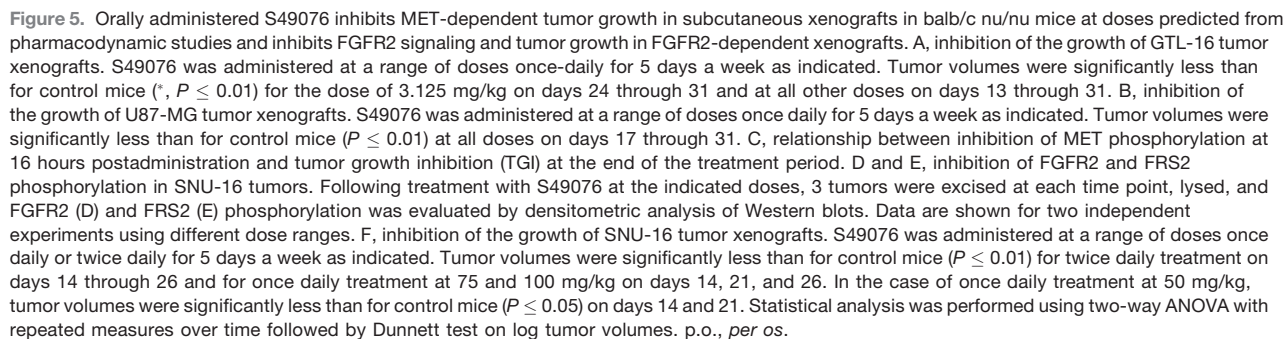 Figure 5. Orally administered S49076 inhibits MET-dependent tumor growth in subcutaneous xenografts in balb/c nu/nu mice at doses predicted from
pharmacodynamic studies and inhibits FGFR2 signaling and tumor growth in FGFR2-dependent xenografts. A, inhibition of the growth of GTL-16 tumor
xenografts. S49076 was administered at a range of doses once-daily for 5 days a week as indicated. Tumor volumes were significantly less than
for control mice (*, P ≤ 0.01) for the dose of 3.125 mg/kg on days 24 through 31 and at all other doses on days 13 through 31. B, inhibition of
the growth of U87-MG tumor xenografts. S49076 was administered at a range of doses once daily for 5 days a week as indicated. Tumor volumes were
significantly less than for control mice (P ≤ 0.01) at all doses on days 17 through 31. C, relationship between inhibition of MET phosphorylation at
16 hours postadministration and tumor growth inhibition (TGI) at the end of the treatment period. D and E, inhibition of FGFR2 and FRS2
phosphorylation in SNU-16 tumors. Following treatment with S49076 at the indicated doses, 3 tumors were excised at each time point, lysed, and
FGFR2 (D) and FRS2 (E) phosphorylation was evaluated by densitometric analysis of Western blots. Data are shown for two independent
experiments using different dose ranges. F, inhibition of the growth of SNU-16 tumor xenografts. S49076 was administered at a range of doses once
daily or twice daily for 5 days a week as indicated. Tumor volumes were significantly less than for control mice (P ≤ 0.01) for twice daily treatment on
days 14 through 26 and for once daily treatment at 75 and 100 mg/kg on days 14, 21, and 26. In the case of once daily treatment at 50 mg/kg,
tumor volumes were significantly less than for control mice (P ≤ 0.05) on days 14 and 21. Statistical analysis was performed using two-way ANOVA with
repeated measures over time followed by Dunnett test on log tumor volumes. p.o., per os.